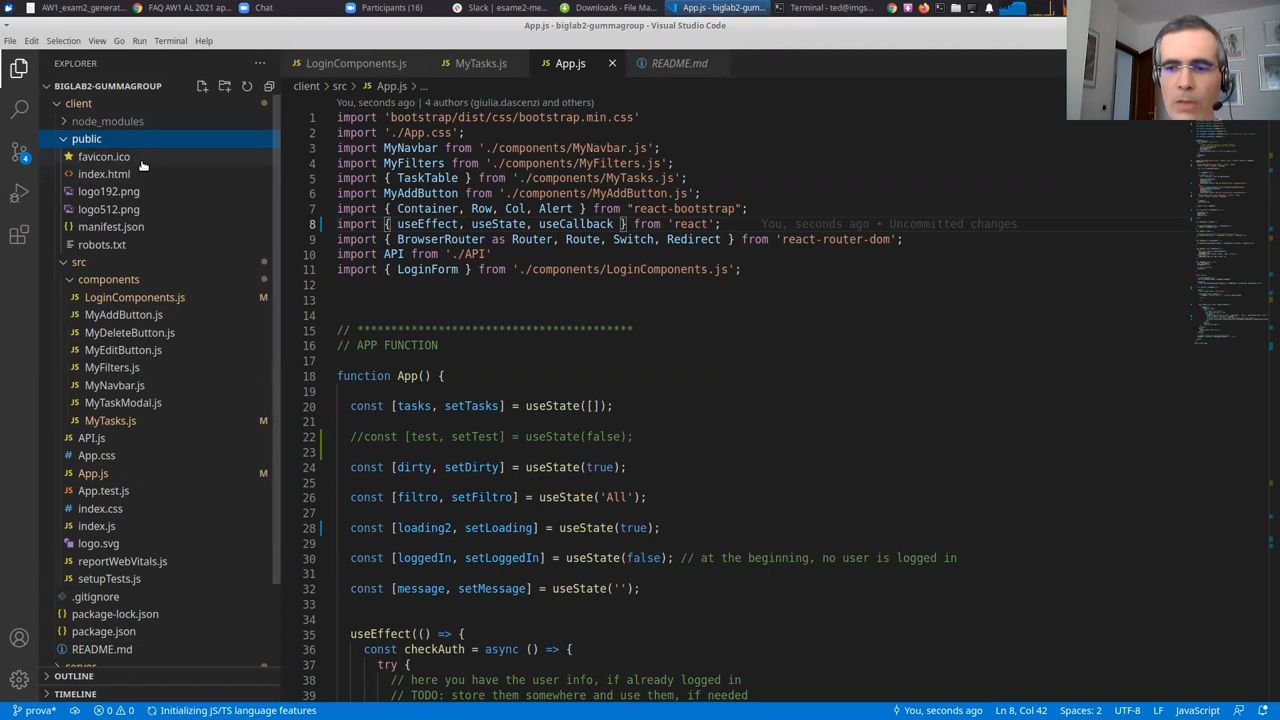 AW1_exam2_generat…
FAQ AW1 AL 2021 ap…
Chat
Participants (16)
Slack | esame2-me…
Downloads - File Ma…
App.js - biglab2-gum…
Terminal - ted@imgs…
App.js - biglab2-gummagroup - Visual Studio Code
File Edit Selection View Go Run Terminal Help
EXPLORER
LoginComponents.js
MyTasks.js
App.js
README.md
BIGLAB2-GUMMAGROUP
client > src > App.js > ...
client
node_modules
public
favicon.ico
index.html
logo192.png
logo512.png
manifest.json
robots.txt
src
components
LoginComponents.js M
MyAddButton.js
MyDeleteButton.js
MyEditButton.js
MyFilters.js
MyNavbar.js
MyTaskModal.js
MyTasks.js M
API.js
App.css
App.js M
App.test.js
index.css
index.js
logo.svg
reportWebVitals.js
setupTests.js
.gitignore
package-lock.json
package.json
README.md
server
OUTLINE
TIMELINE
4
You, seconds ago | 4 authors (giulia.dascenzi and others)
1 import 'bootstrap/dist/css/bootstrap.min.css'
2 import './App.css';
3 import MyNavbar from './components/MyNavbar.js';
4 import MyFilters from './components/MyFilters.js';
5 import { TaskTable } from './components/MyTasks.js';
6 import MyAddButton from './components/MyAddButton.js';
7 import { Container, Row, Col, Alert } from "react-bootstrap";
8 import { useEffect, useState, useCallback } from 'react'; You, seconds ago • Uncommitted changes
9 import { BrowserRouter as Router, Route, Switch, Redirect } from 'react-router-dom';
10 import API from './API'
11 import { LoginForm } from './components/LoginComponents.js';
12
13
14
15 // *****************************************
16 // APP FUNCTION
17
18 function App() {
19
20 const [tasks, setTasks] = useState([]);
21
22 //const [test, setTest] = useState(false);
23
24 const [dirty, setDirty] = useState(true);
25
26 const [filtro, setFiltro] = useState('All');
27
28 const [loading2, setLoading] = useState(true);
29
30 const [loggedIn, setLoggedIn] = useState(false); // at the beginning, no user is logged in
31
32 const [message, setMessage] = useState('');
33
34
35 useEffect(() => {
36 const checkAuth = async () => {
37 try {
38 // here you have the user info, if already logged in
39 // TODO: store them somewhere and use them, if needed
prova* 0 0 Initializing JS/TS language features You, seconds ago Ln 8, Col 42 Spaces: 2 UTF-8 LF JavaScript